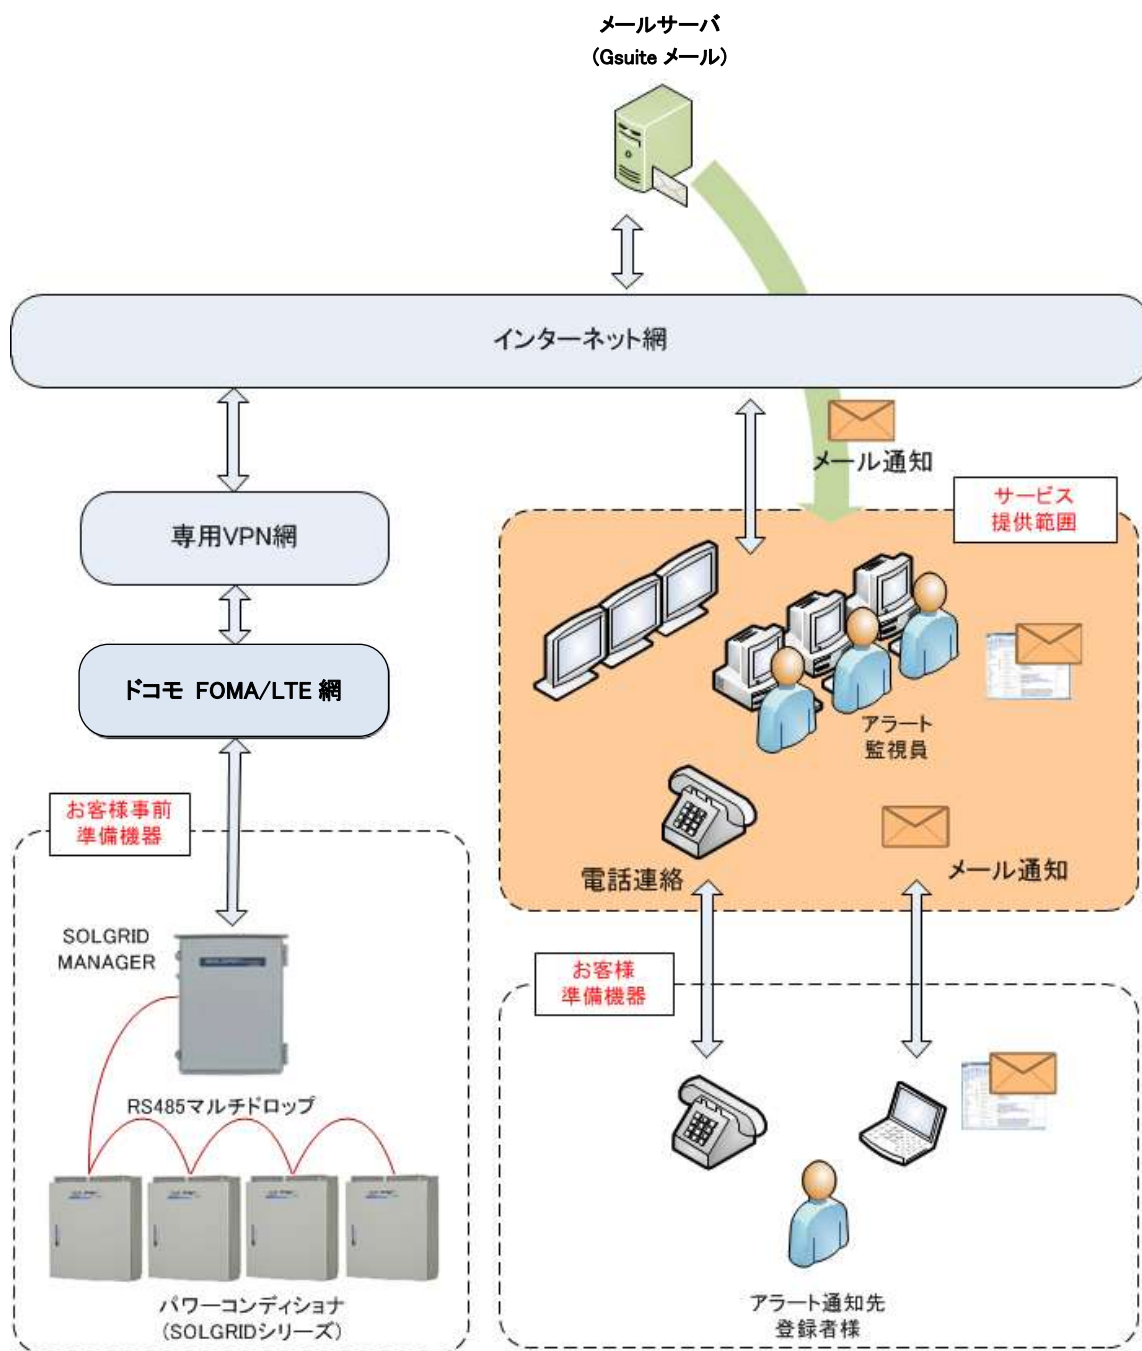 メールサーバ
(Gsuite メール)
インターネット網
メール通知
サービス
提供範囲
専用VPN網
ドコモ FOMA/LTE 網
アラート
監視員
お客様事前
準備機器
電話連絡
メール通知
SOLGRID
MANAGER
お客様
準備機器
RS485マルチドロップ
パワーコンディショナ
(SOLGRIDシリーズ)
アラート通知先
登録者様